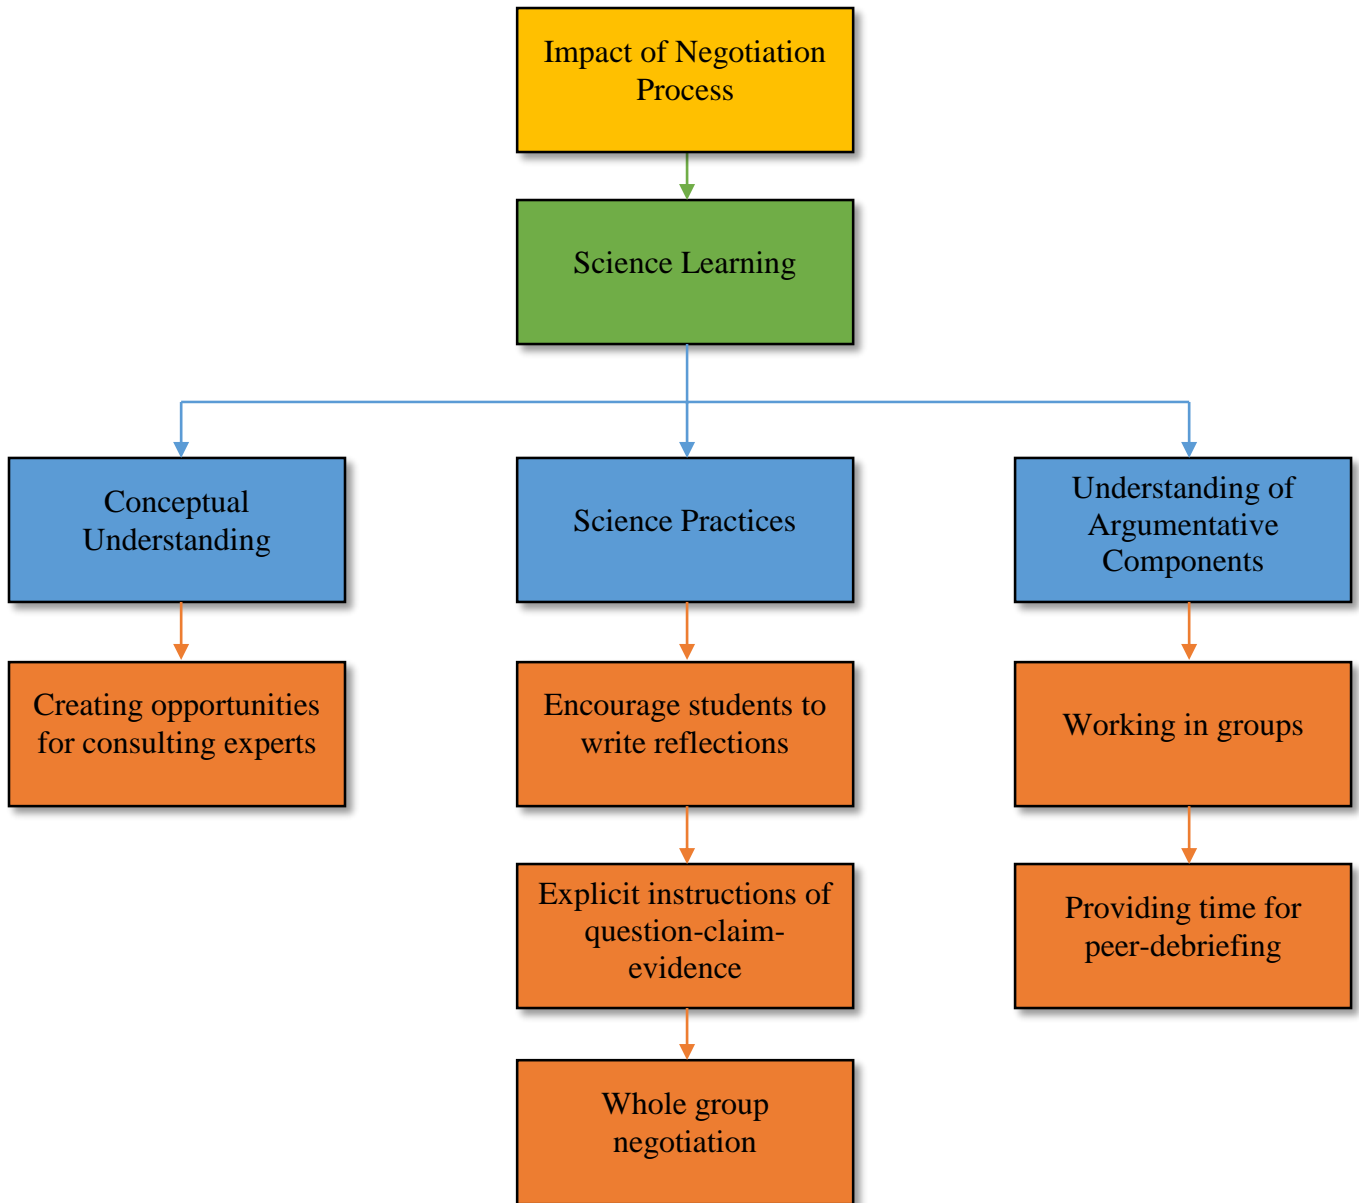 Impact of Negotiation
Process
Science Learning
Conceptual
Understanding
Science Practices
Understanding of
Argumentative
Components
Creating opportunities
for consulting experts
Encourage students to
write reflections
Working in groups
Explicit instructions of
question-claim-
evidence
Providing time for
peer-debriefing
Whole group
negotiation